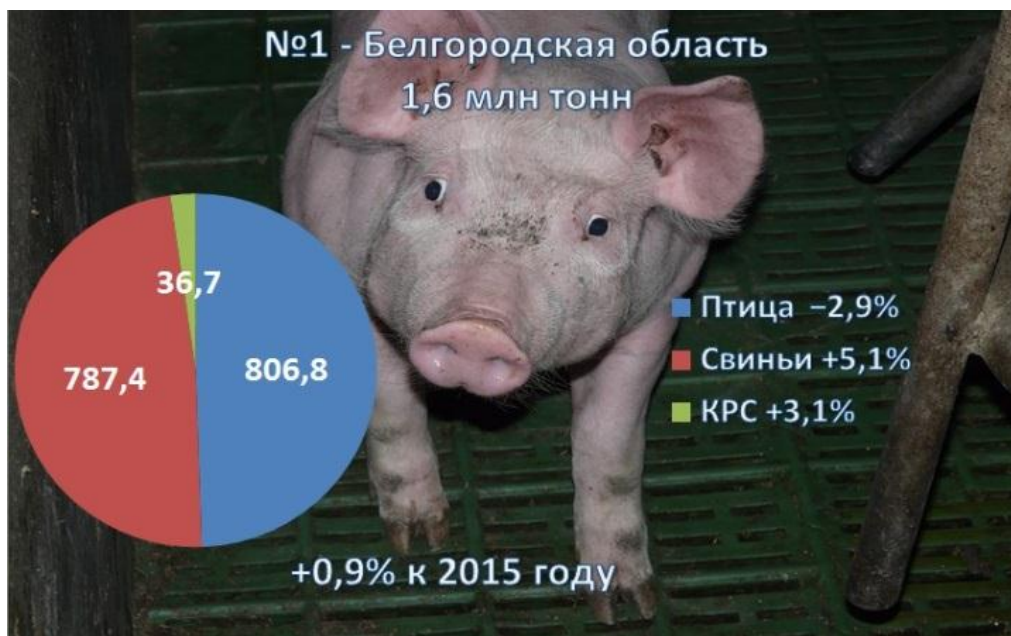 №1 - Белгородская область
1,6 млн тонн
36,7
787,4
806,8
Птица −2,9%
Свиньи +5,1%
КРС +3,1%
+0,9% к 2015 году